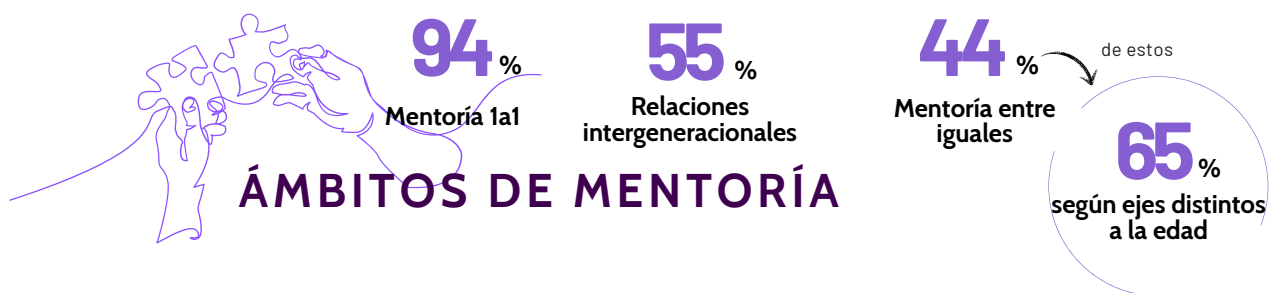 94 %
Mentoría 1a1
55 %
Relaciones
intergeneracionales
44 %
Mentoría entre
iguales
de estos
65 %
según ejes distintos
a la edad
ÁMBITOS DE MENTORÍA